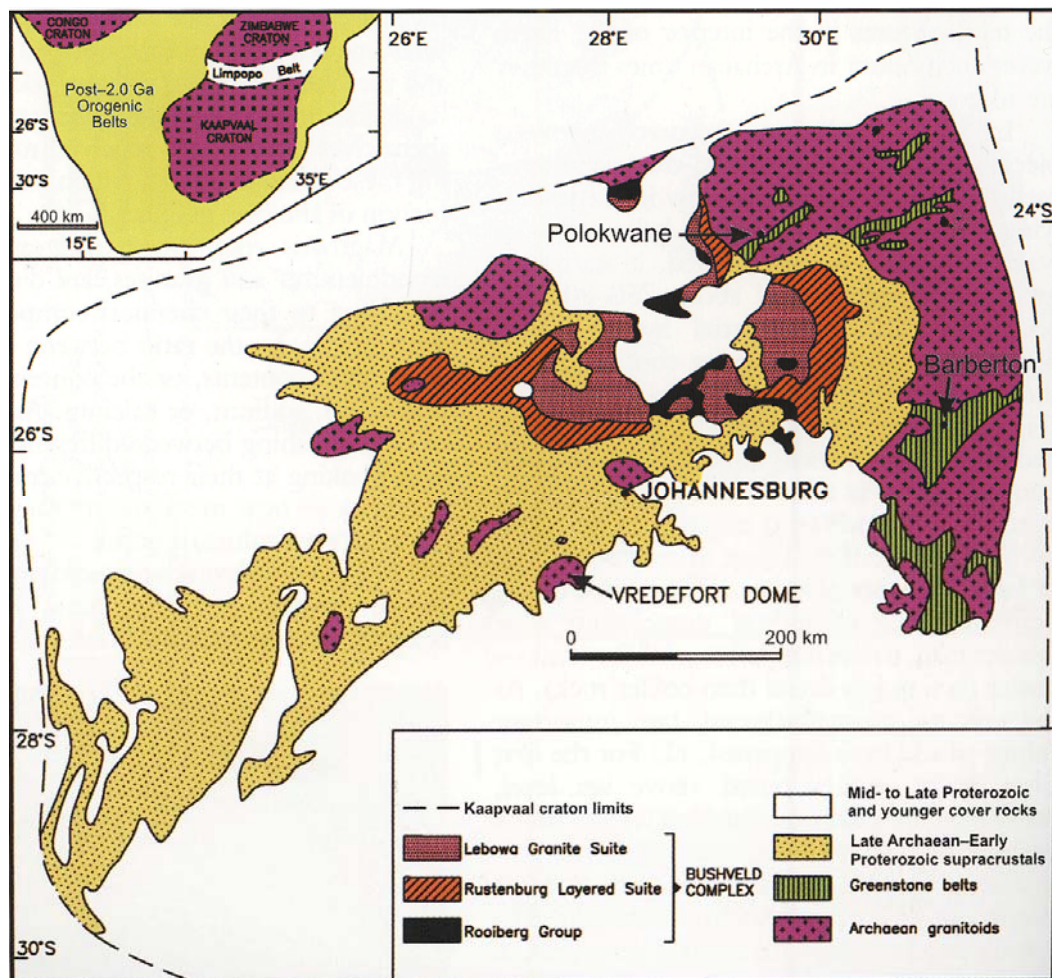 CONGO
CRATON
ZIMBABWE
CRATON
Limpopo Belt
Post–2.0 Ga
Orogenic
Belts
KAAPVAAL
CRATON
26°S
30°S
35°E
400 km
15°E
26°E
28°E
30°E
24°S
Polokwane
Barberton
26°S
JOHANNESBURG
VREDEFORT DOME
0 200 km
28°S
30°S
Kaapvaal craton limits
Lebowa Granite Suite
Rustenburg Layered Suite
Rooiberg Group
BUSHVELD
COMPLEX
Mid- to Late Proterozoic
and younger cover rocks
Late Archaean–Early
Proterozoic supracrustals
Greenstone belts
Archaean granitoids